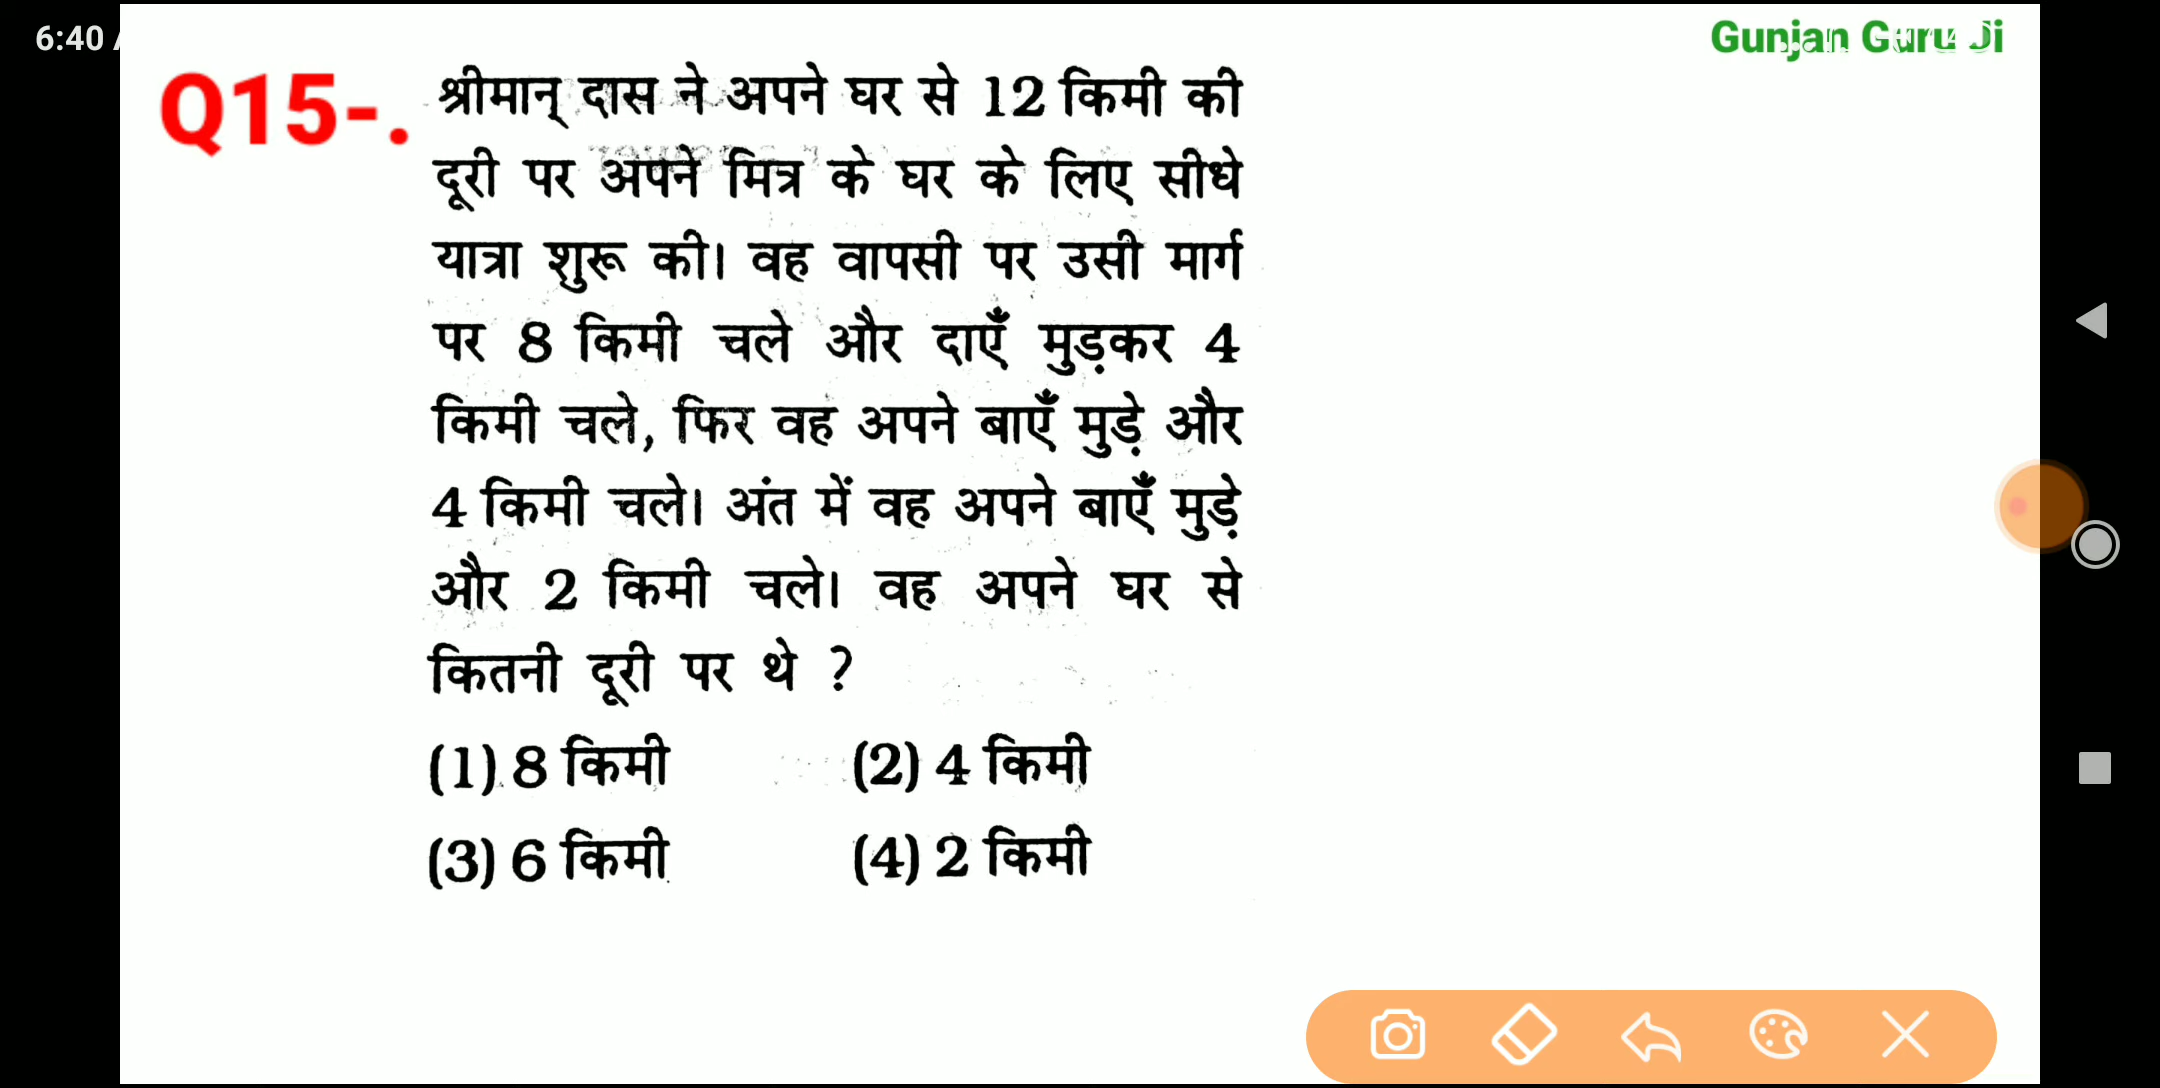 6:40
Gunjan Guru Ji
Q15-.
श्रीमान् दास ने अपने घर से 12 किमी की
दूरी पर अपने मित्र के घर के लिए सीधे
यात्रा शुरू की। वह वापसी पर उसी मार्ग
पर 8 किमी चले और दाएँ मुड़कर 4
किमी चले, फिर वह अपने बाएँ मुड़े और
4 किमी चले। अंत में वह अपने बाएँ मुड़े
और 2 किमी चले। वह अपने घर से
कितनी दूरी पर थे ?
(1) 8 किमी (2) 4 किमी
(3) 6 किमी (4) 2 किमी